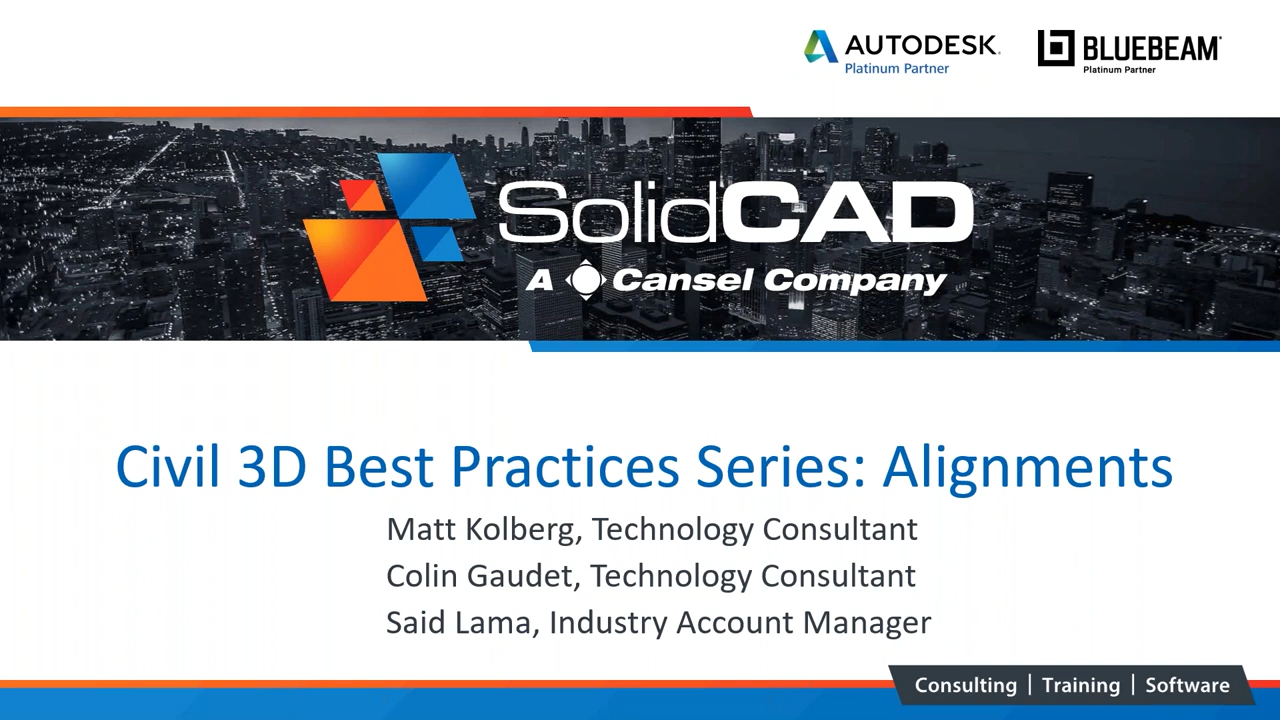 AUTODESK.
Platinum Partner
BLUEBEAM
Platinum Partner
SolidCAD
A Cansel Company
Civil 3D Best Practices Series: Alignments
Matt Kolberg, Technology Consultant
Colin Gaudet, Technology Consultant
Said Lama, Industry Account Manager
Consulting | Training | Software